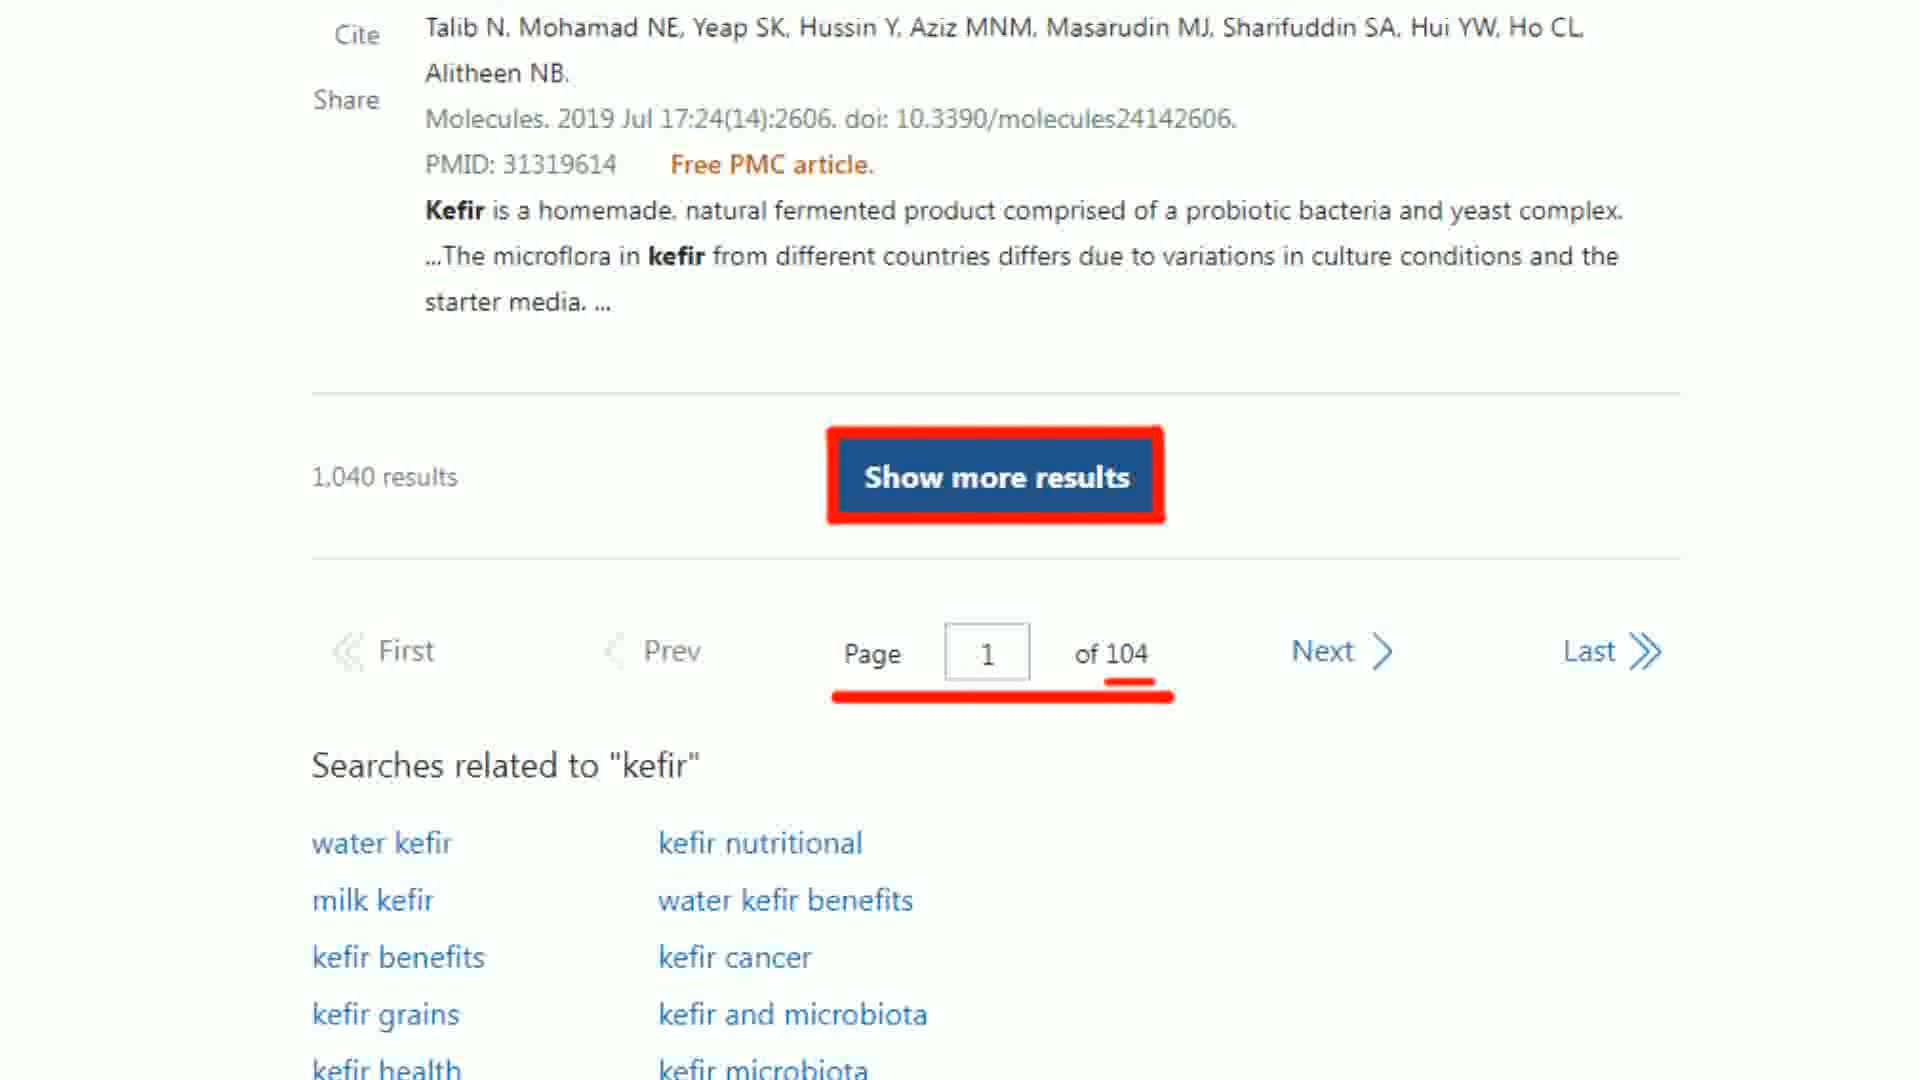 Cite
Share
Talib N, Mohamad NE, Yeap SK, Hussin Y, Aziz MNM, Masarudin MJ, Sharifuddin SA, Hui YW, Ho CL,
Alitheen NB.
Molecules. 2019 Jul 17;24(14):2606. doi: 10.3390/molecules24142606.
PMID: 31319614 Free PMC article.
Kefir is a homemade, natural fermented product comprised of a probiotic bacteria and yeast complex.
...The microflora in kefir from different countries differs due to variations in culture conditions and the
starter media. ...
1,040 results
Show more results
First
Prev
Page 1 of 104
Next
Last
Searches related to "kefir"
water kefir
milk kefir
kefir benefits
kefir grains
kefir health
kefir nutritional
water kefir benefits
kefir cancer
kefir and microbiota
kefir microbiota